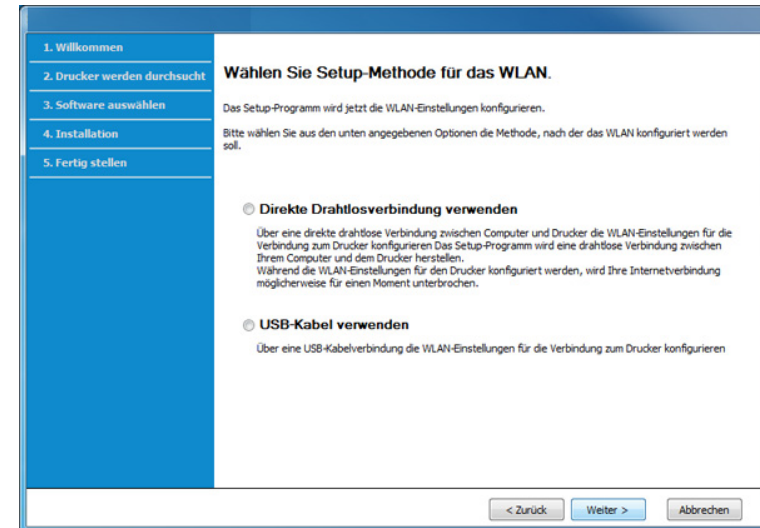 1. Willkommen
2. Drucker werden durchsucht
3. Software auswählen
4. Installation
5. Fertig stellen
Wählen Sie Setup-Methode für das WLAN.
Das Setup-Programm wird jetzt die WLAN-Einstellungen konfigurieren.
Bitte wählen Sie aus den unten angegebenen Optionen die Methode, nach der das WLAN konfiguriert werden
soll.
Direkte Drahtlosverbindung verwenden
Über eine direkte drahtlose Verbindung zwischen Computer und Drucker die WLAN-Einstellungen für die
Verbindung zum Drucker konfigurieren Das Setup-Programm wird eine drahtlose Verbindung zwischen
Ihrem Computer und dem Drucker herstellen.
Während die WLAN-Einstellungen für den Drucker konfiguriert werden, wird Ihre Internetverbindung
möglicherweise für einen Moment unterbrochen.
USB-Kabel verwenden
Über eine USB-Kabelverbindung die WLAN-Einstellungen für die Verbindung zum Drucker konfigurieren
< Zurück Weiter > Abbrechen